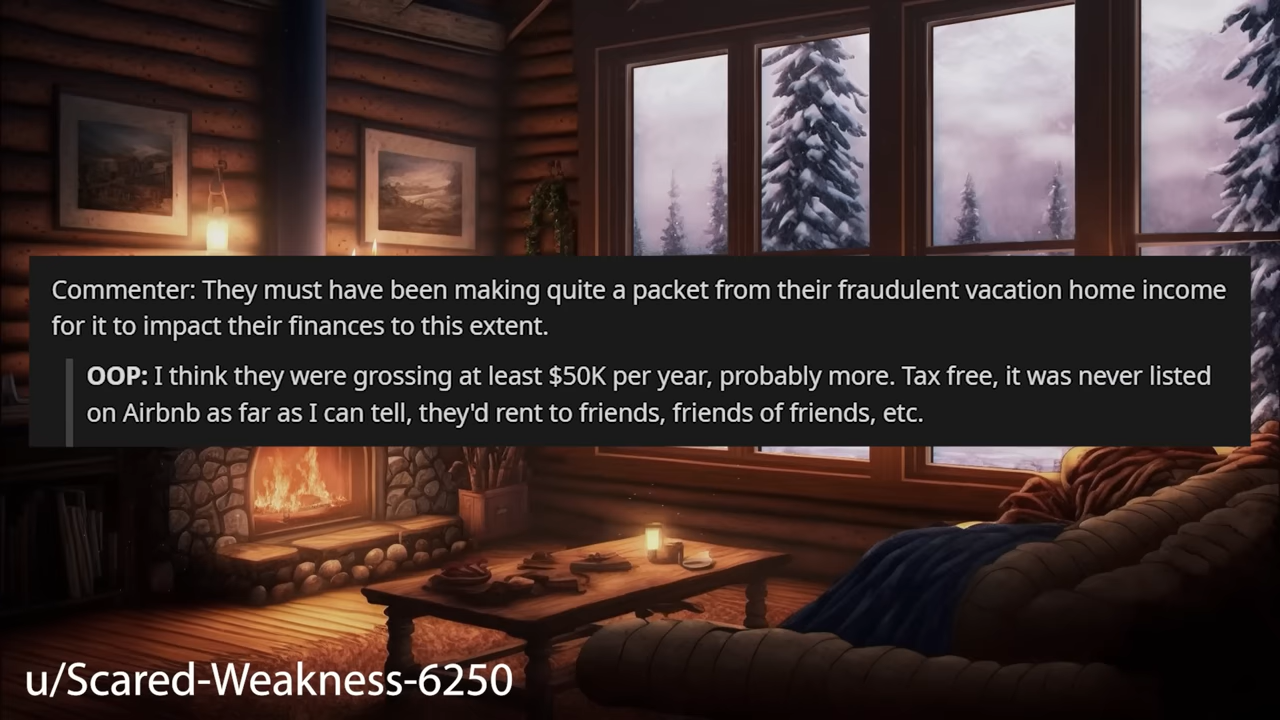 Commenter: They must have been making quite a packet from their fraudulent vacation home income
for it to impact their finances to this extent.
OOP: I think they were grossing at least $50K per year, probably more. Tax free, it was never listed
on Airbnb as far as I can tell, they'd rent to friends, friends of friends, etc.
u/Scared-Weakness-6250